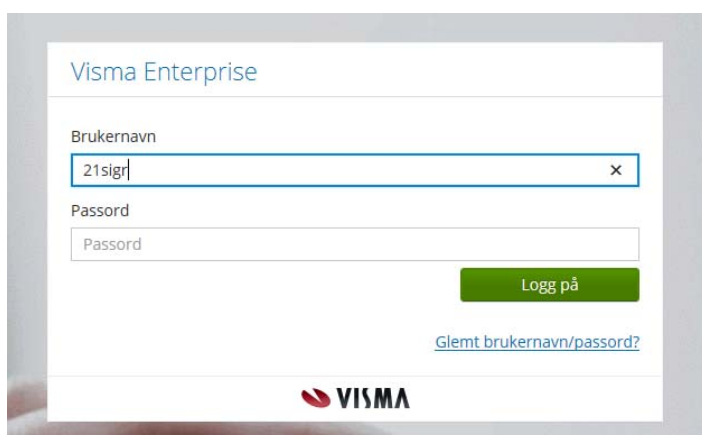 Visma Enterprise
Brukernavn
21sigr
Passord
Passord
Logg på
Glemt brukernavn/passord?
VISMA